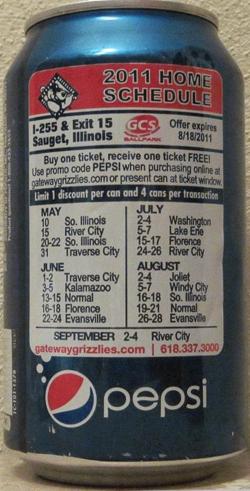 2011 HOME
SCHEDULE
I-255 & Exit 15
Sauget, Illinois
GCS
BALLPARK
Offer expires
8/18/2011
Buy one ticket, receive one ticket FREE!
Use promo code PEPSI when purchasing online at
gatewaygrizzlies.com or present can at ticket window.
Limit 1 discount per can and 4 cans per transaction
MAY
10 So. Illinois
15 River City
20-22 So. Illinois
31 Traverse City
JUNE
1-2 Traverse City
3-5 Kalamazoo
13-15 Normal
16-18 Florence
22-24 Evansville
JULY
2-4 Washington
5-7 Lake Erie
15-17 Florence
24-26 River City
AUGUST
2-4 Joliet
5-7 Windy City
16-18 So. Illinois
19-21 Normal
26-28 Evansville
SEPTEMBER 2-4 River City
gatewaygrizzlies.com | 618.337.3000
pepsi